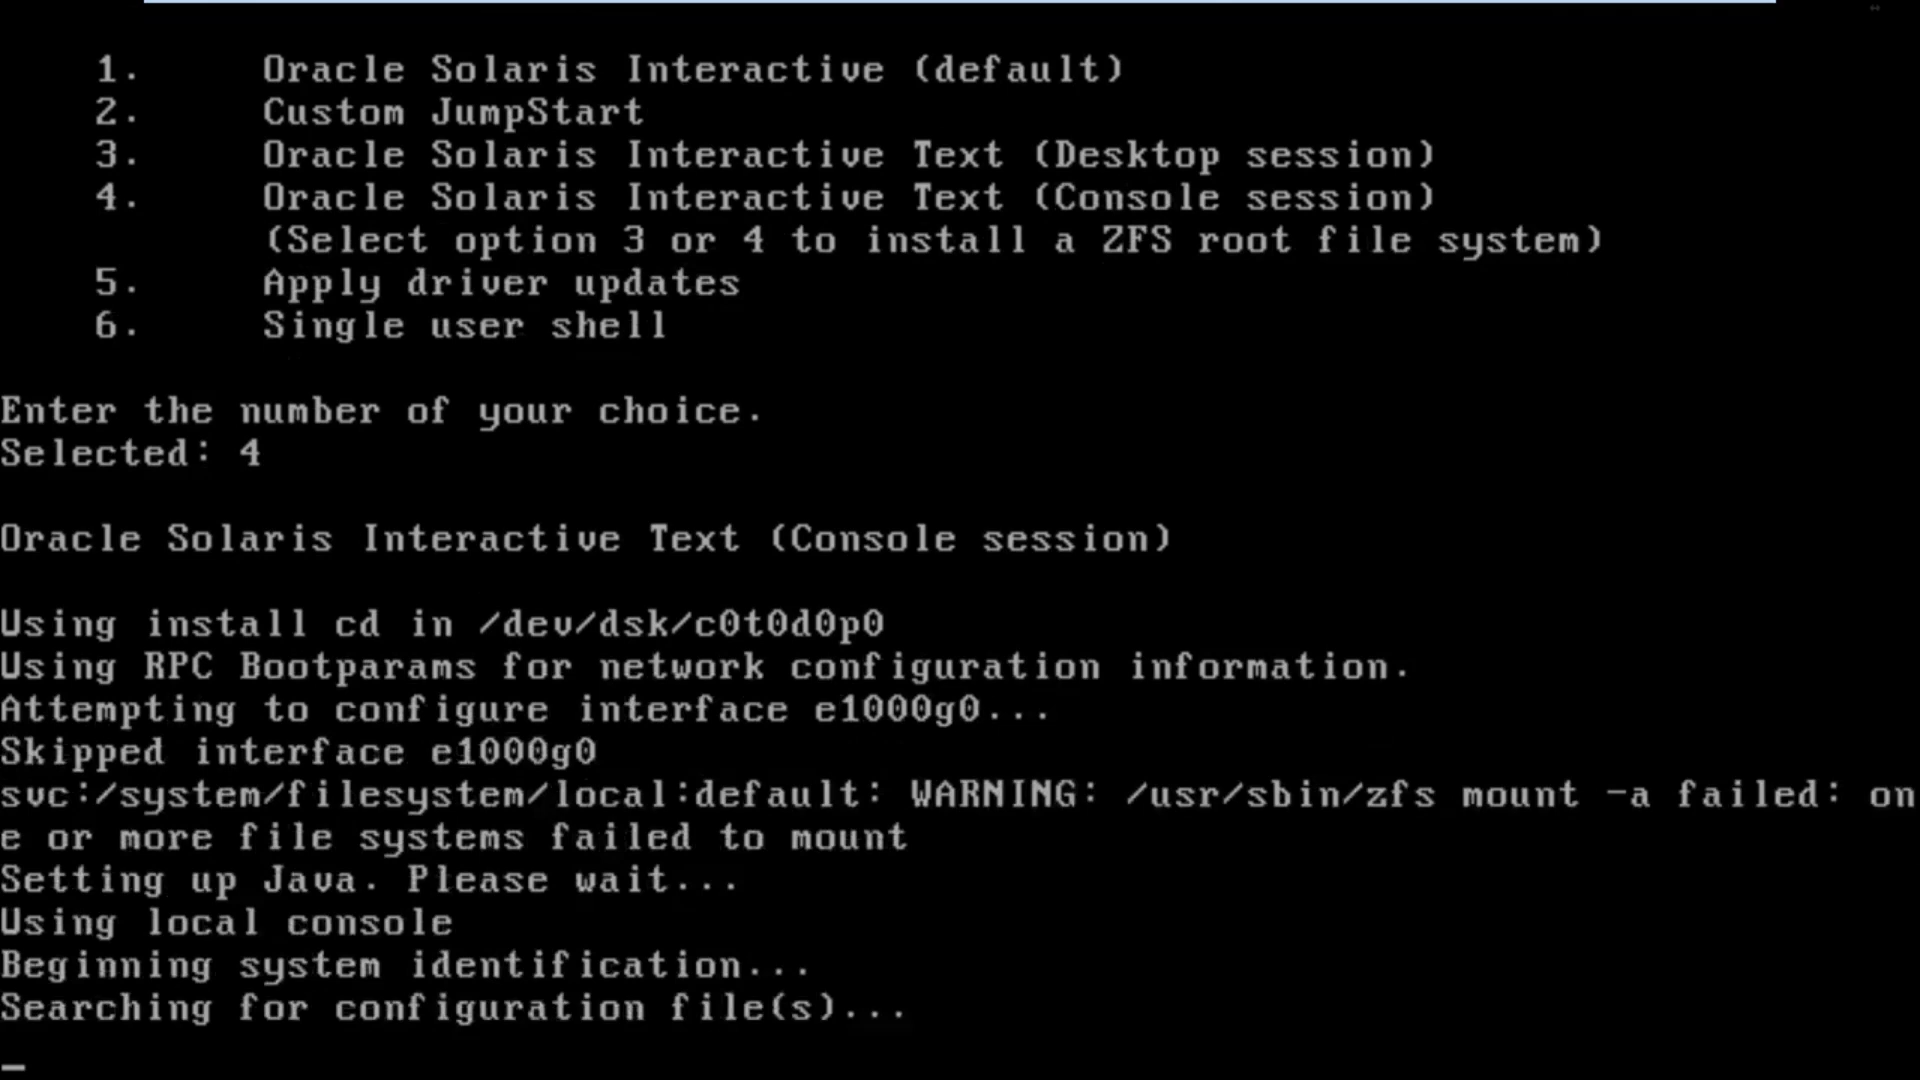 1. Oracle Solaris Interactive (default)
2. Custom JumpStart
3. Oracle Solaris Interactive Text (Desktop session)
4. Oracle Solaris Interactive Text (Console session)
(Select option 3 or 4 to install a ZFS root file system)
5. Apply driver updates
6. Single user shell
Enter the number of your choice.
Selected: 4
Oracle Solaris Interactive Text (Console session)
Using install cd in /dev/dsk/c0t0d0p0
Using RPC Bootparams for network configuration information.
Attempting to configure interface e1000g0...
Skipped interface e1000g0
svc:/system/filesystem/local:default: WARNING: /usr/sbin/zfs mount -a failed: on
e or more file systems failed to mount
Setting up Java. Please wait...
Using local console
Beginning system identification...
Searching for configuration file(s)...